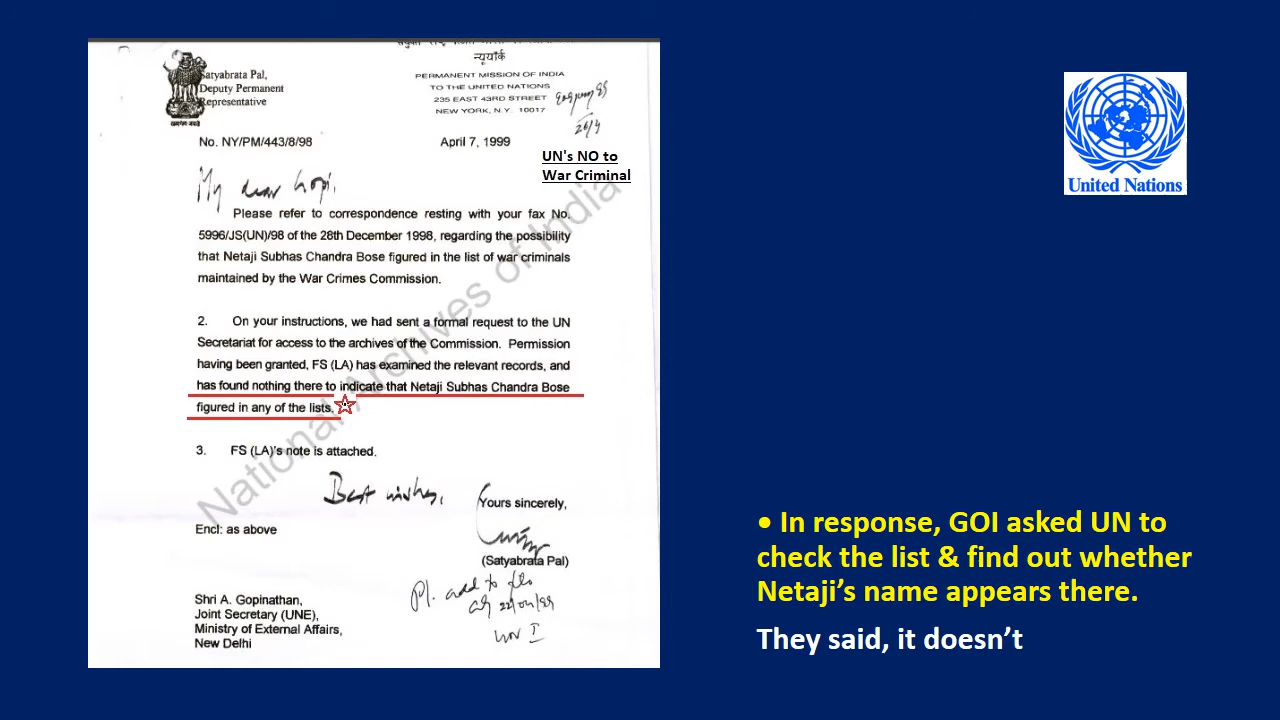 न्यूयॉर्क
Satyabrata Pal,
Deputy Permanent
Representative
PERMANENT MISSION OF INDIA
TO THE UNITED NATIONS
235 EAST 43RD STREET
NEW YORK, N.Y. 10017
26/4
No. NY/PM/443/8/98
April 7, 1999
UN's NO to
War Criminal
My dear Gopi,
Please refer to correspondence resting with your fax No.
5996/JS(UN)/98 of the 28th December 1998, regarding the possibility
that Netaji Subhas Chandra Bose figured in the list of war criminals
maintained by the War Crimes Commission.
2. On your instructions, we had sent a formal request to the UN
Secretariat for access to the archives of the Commission. Permission
having been granted, FS (LA) has examined the relevant records, and
has found nothing there to indicate that Netaji Subhas Chandra Bose
figured in any of the lists.
3. FS (LA)'s note is attached.
Best wishes,
Yours sincerely,
Encl: as above
(Satyabrata Pal)
Pl. add to file
Shri A. Gopinathan,
Joint Secretary (UNE),
Ministry of External Affairs,
New Delhi
National Archives of India
United Nations
• In response, GOI asked UN to
check the list & find out whether
Netaji’s name appears there.
They said, it doesn’t